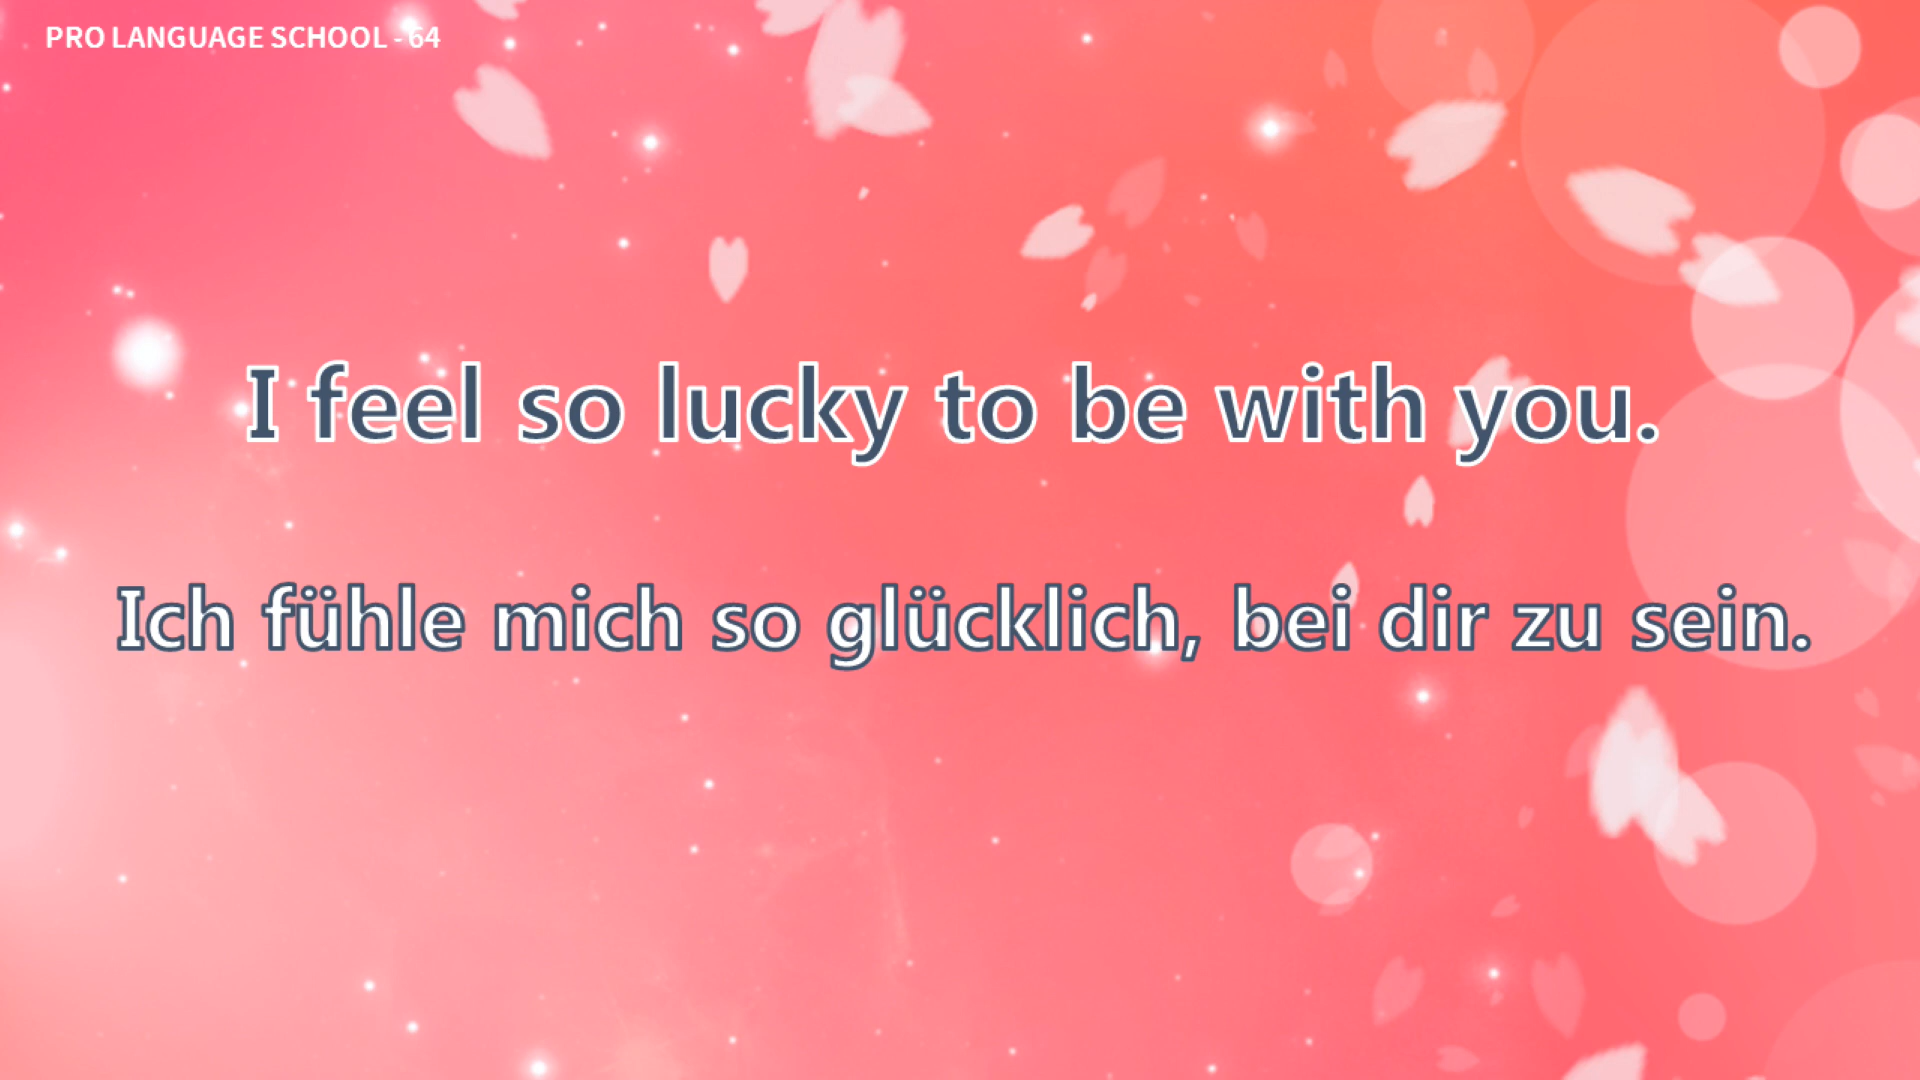 PRO LANGUAGE SCHOOL - 64
I feel so lucky to be with you.
Ich fühle mich so glücklich, bei dir zu sein.